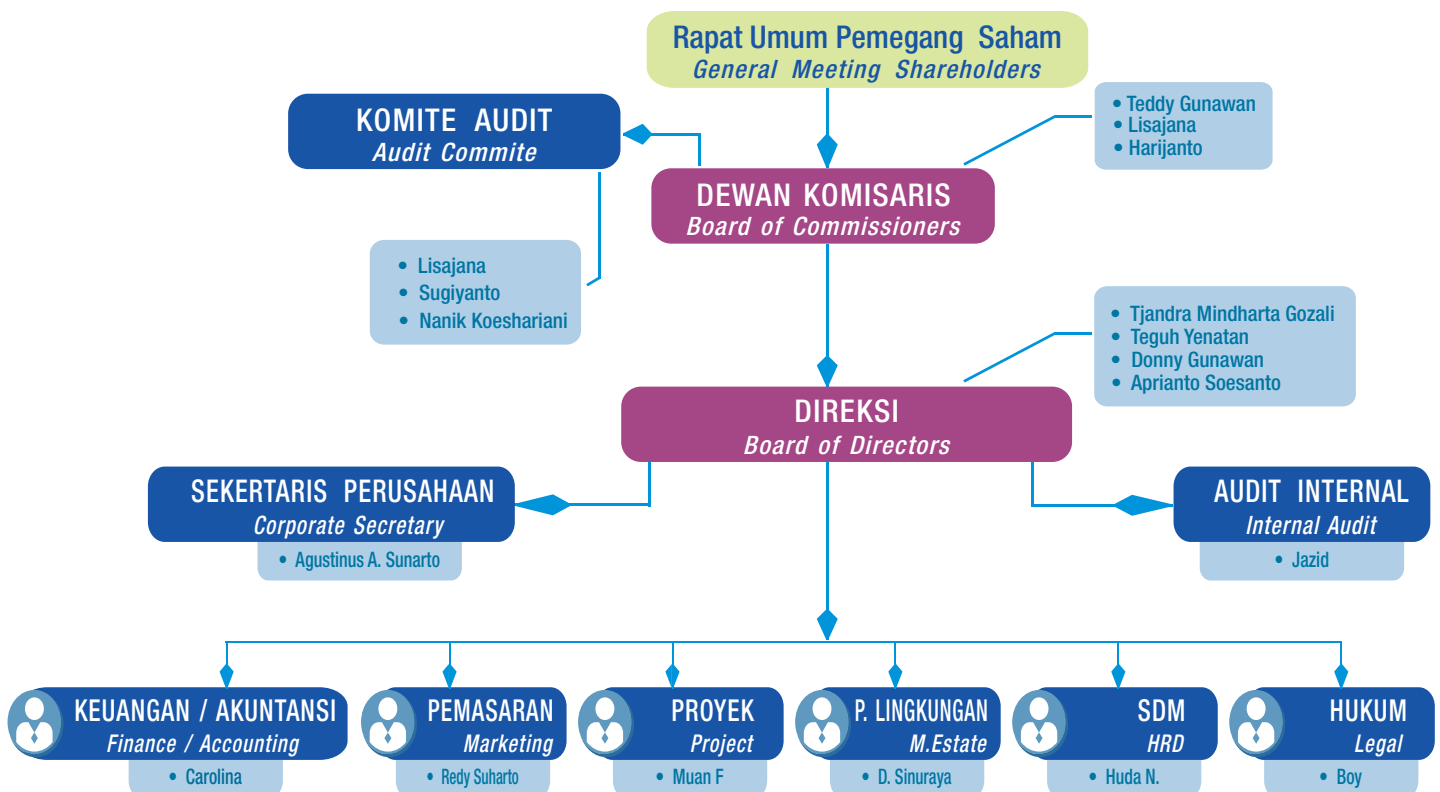 Rapat Umum Pemegang Saham
General Meeting Shareholders
KOMITE AUDIT
Audit Commite
• Teddy Gunawan
• Lisajana
• Harijanto
DEWAN KOMISARIS
Board of Commissioners
• Lisajana
• Sugiyanto
• Nanik Koeshariani
• Tjandra Mindharta Gozali
• Teguh Yenatan
• Donny Gunawan
• Aprianto Soesanto
DIREKSI
Board of Directors
SEKERTARIS PERUSAHAAN
Corporate Secretary
• Agustinus A. Sunarto
AUDIT INTERNAL
Internal Audit
• Jazid
KEUANGAN / AKUNTANSI
Finance / Accounting
• Carolina
PEMASARAN
Marketing
• Redy Suharto
PROYEK
Project
• Muan F
P. LINGKUNGAN
M.Estate
• D. Sinuraya
SDM
HRD
• Huda N.
HUKUM
Legal
• Boy